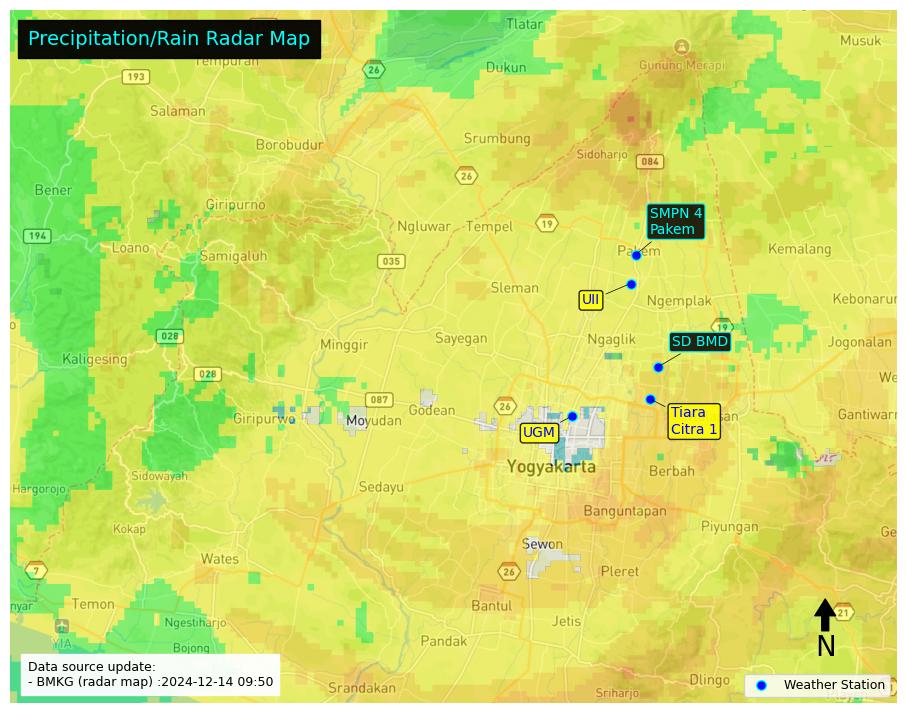 Tlatar
Precipitation/Rain Radar Map
Musuk
Tempuran
Gunung Merapi
26
Dukun
193
Salaman
Srumbung
Borobudur
Sidoharjo
084
26
Bener
Giripurno
SMPN 4
Pakem
Ngluwar
Tempel
19
194
Loano
Samigaluh
Pakem
Kemalang
035
Sleman
UII
Ngemplak
Kebonarum
19
028
Minggir
Sayegan
Ngaglik
SD BMD
Jogonalan
Kaligesing
028
087
Godean
26
Tiara
Citra 1
Gantiwarno
Giripurwo
Moyudan
UGM
Yogyakarta
Berbah
Sidowayah
Hargorojo
Sedayu
Banguntapan
Kokap
Piyungan
Sewon
Wates
7
26
Pleret
Temon
Bantul
21
Ngestiharjo
Jetis
YIA
Pandak
N
Bojong
Data source update:
- BMKG (radar map) :2024-12-14 09:50
Dlingo
Srandakan
Sriharjo
Weather Station